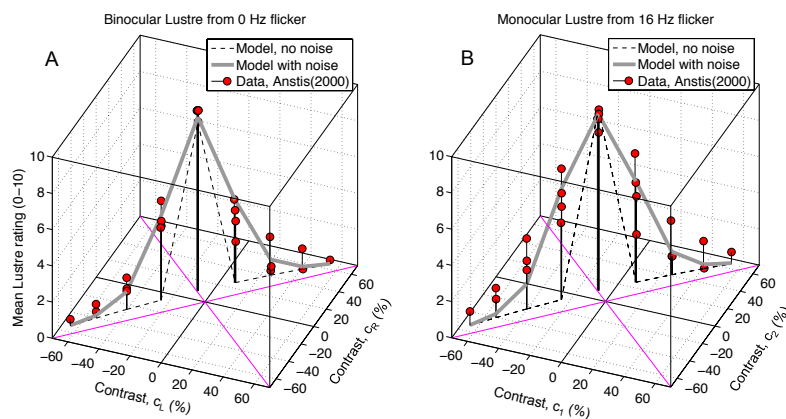 Binocular Lustre from 0 Hz flicker
A
Model, no noise
Model with noise
Data, Anstis(2000)
Mean Lustre rating (0−10)
10
8
6
4
2
0
−60
−40
−20
0
20
40
60
Contrast, c_L (%)
−60
−40
−20
0
20
40
60
Contrast, c_R (%)
Monocular Lustre from 16 Hz flicker
B
Model, no noise
Model with noise
Data, Anstis(2000)
10
8
6
4
2
0
−60
−40
−20
0
20
40
60
Contrast, c_1 (%)
−60
−40
−20
0
20
40
60
Contrast, c_2 (%)